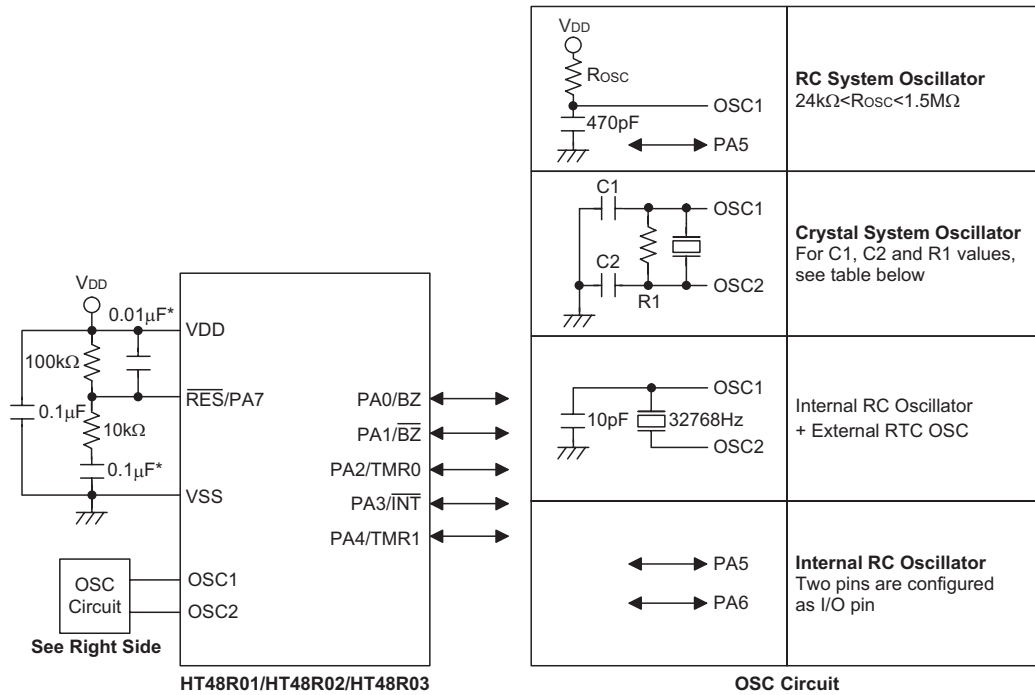 VDD
0.01µF*
VDD
100kΩ
RES/PA7
0.1µF
10kΩ
0.1µF*
VSS
PA0/BZ
PA1/BZ
PA2/TMR0
PA3/INT
PA4/TMR1
OSC
Circuit
OSC1
OSC2
See Right Side
HT48R01/HT48R02/HT48R03
VDD
ROSC
OSC1
470pF
PA5
RC System Oscillator
24kΩ<ROSC<1.5MΩ
C1
OSC1
C2
OSC2
R1
Crystal System Oscillator
For C1, C2 and R1 values,
see table below
OSC1
10pF
32768Hz
OSC2
Internal RC Oscillator
+ External RTC OSC
PA5
PA6
Internal RC Oscillator
Two pins are configured
as I/O pin
OSC Circuit